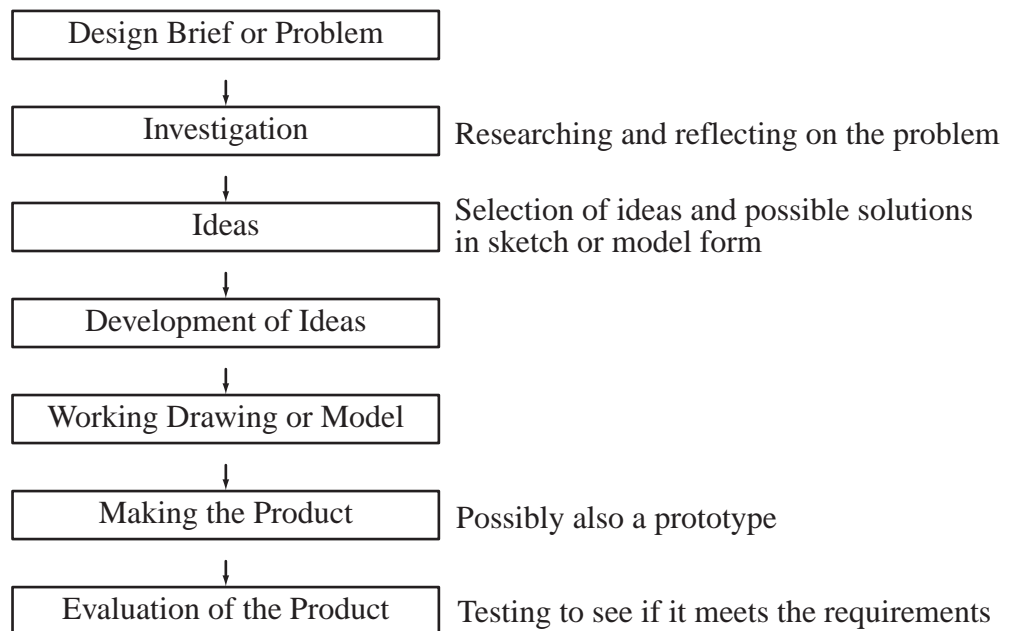 Design Brief or Problem
Investigation
Researching and reflecting on the problem
Ideas
Selection of ideas and possible solutions
in sketch or model form
Development of Ideas
Working Drawing or Model
Making the Product
Possibly also a prototype
Evaluation of the Product
Testing to see if it meets the requirements